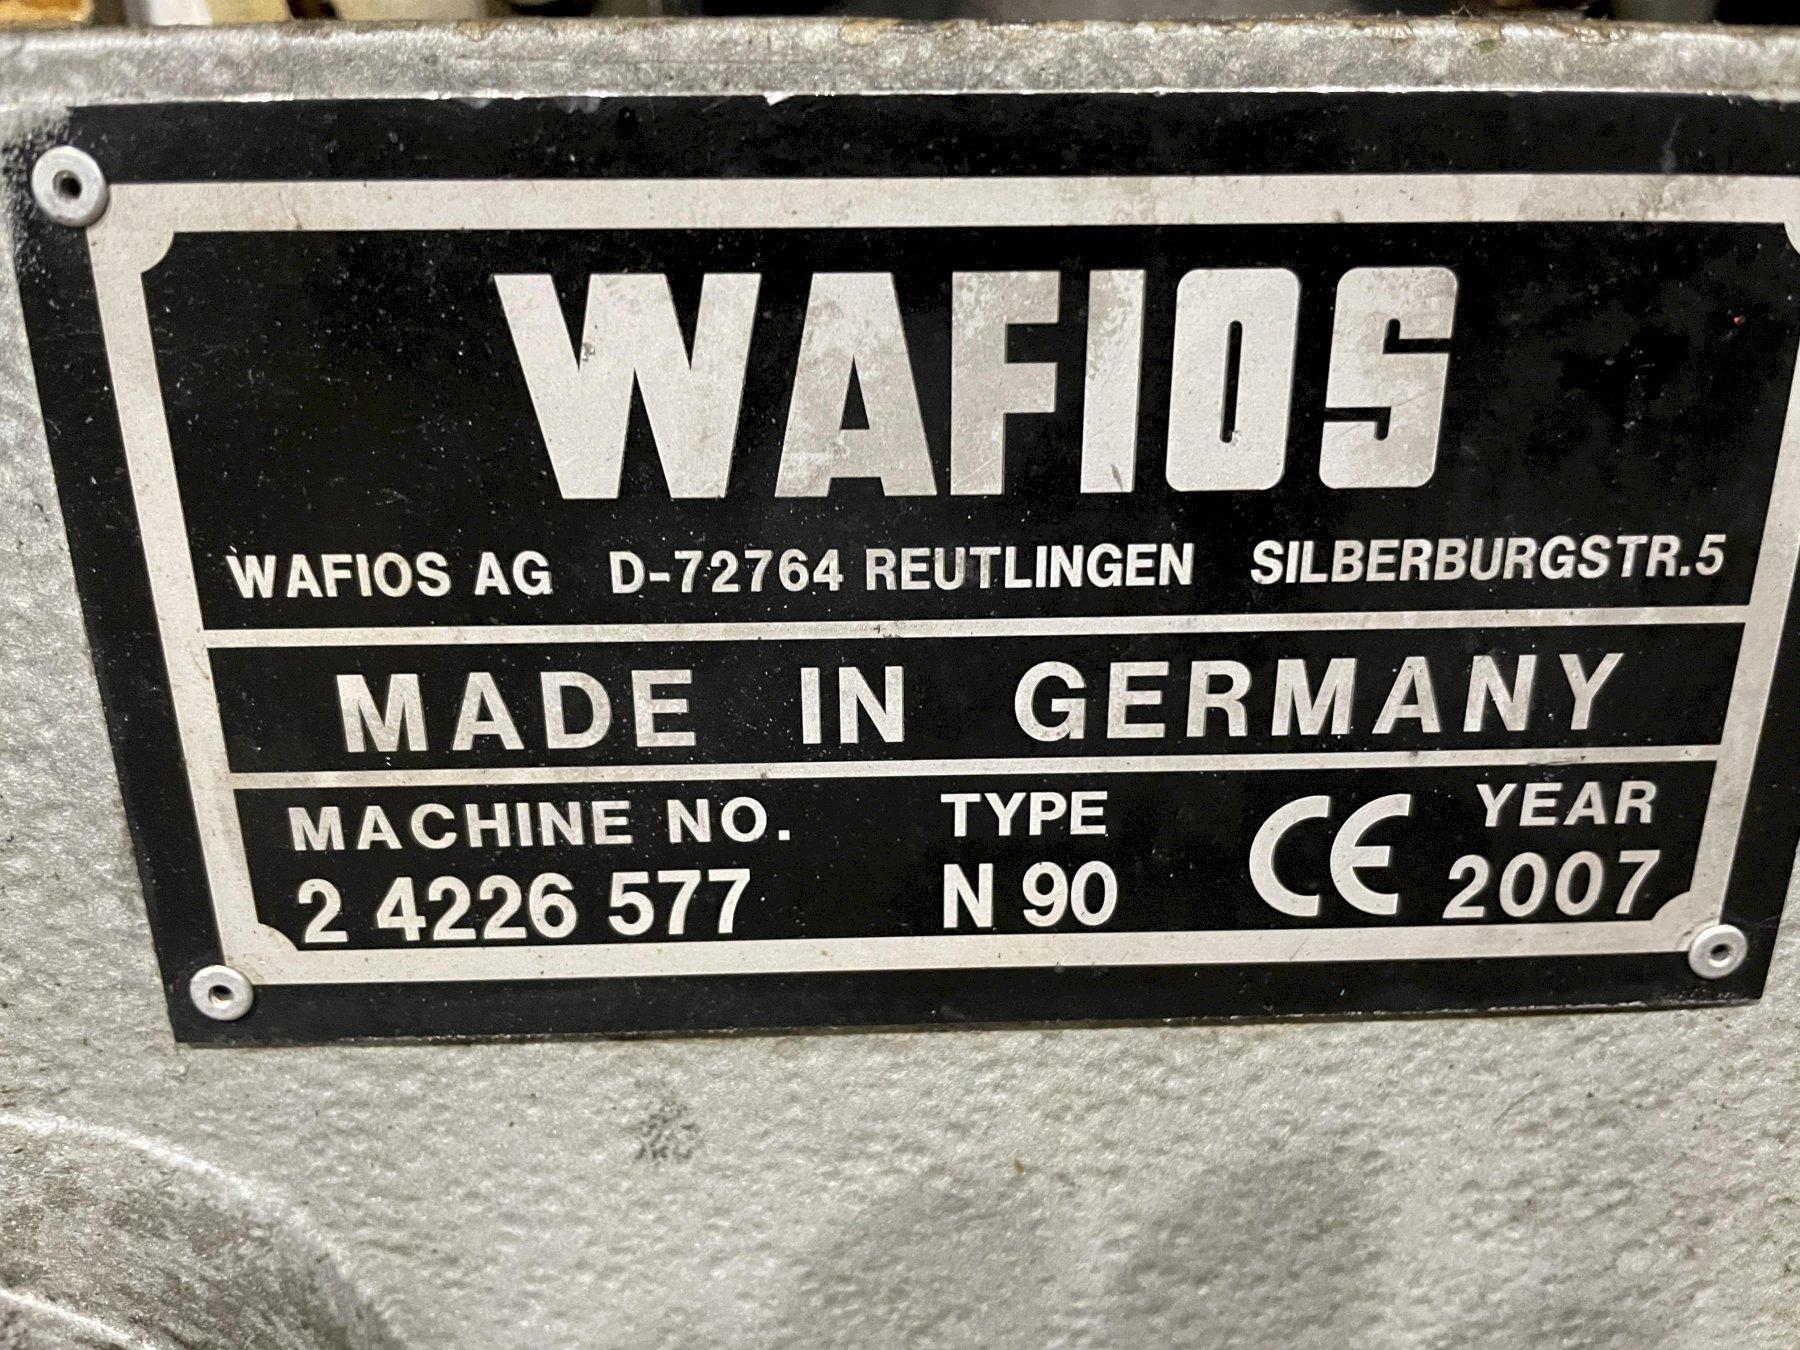 WAFIOS
WAFIOS AG D-72764 REUTLINGEN SILBERBURGSTR.5
MADE IN GERMANY
MACHINE NO. TYPE CE YEAR
2 4226 577 N 90 2007